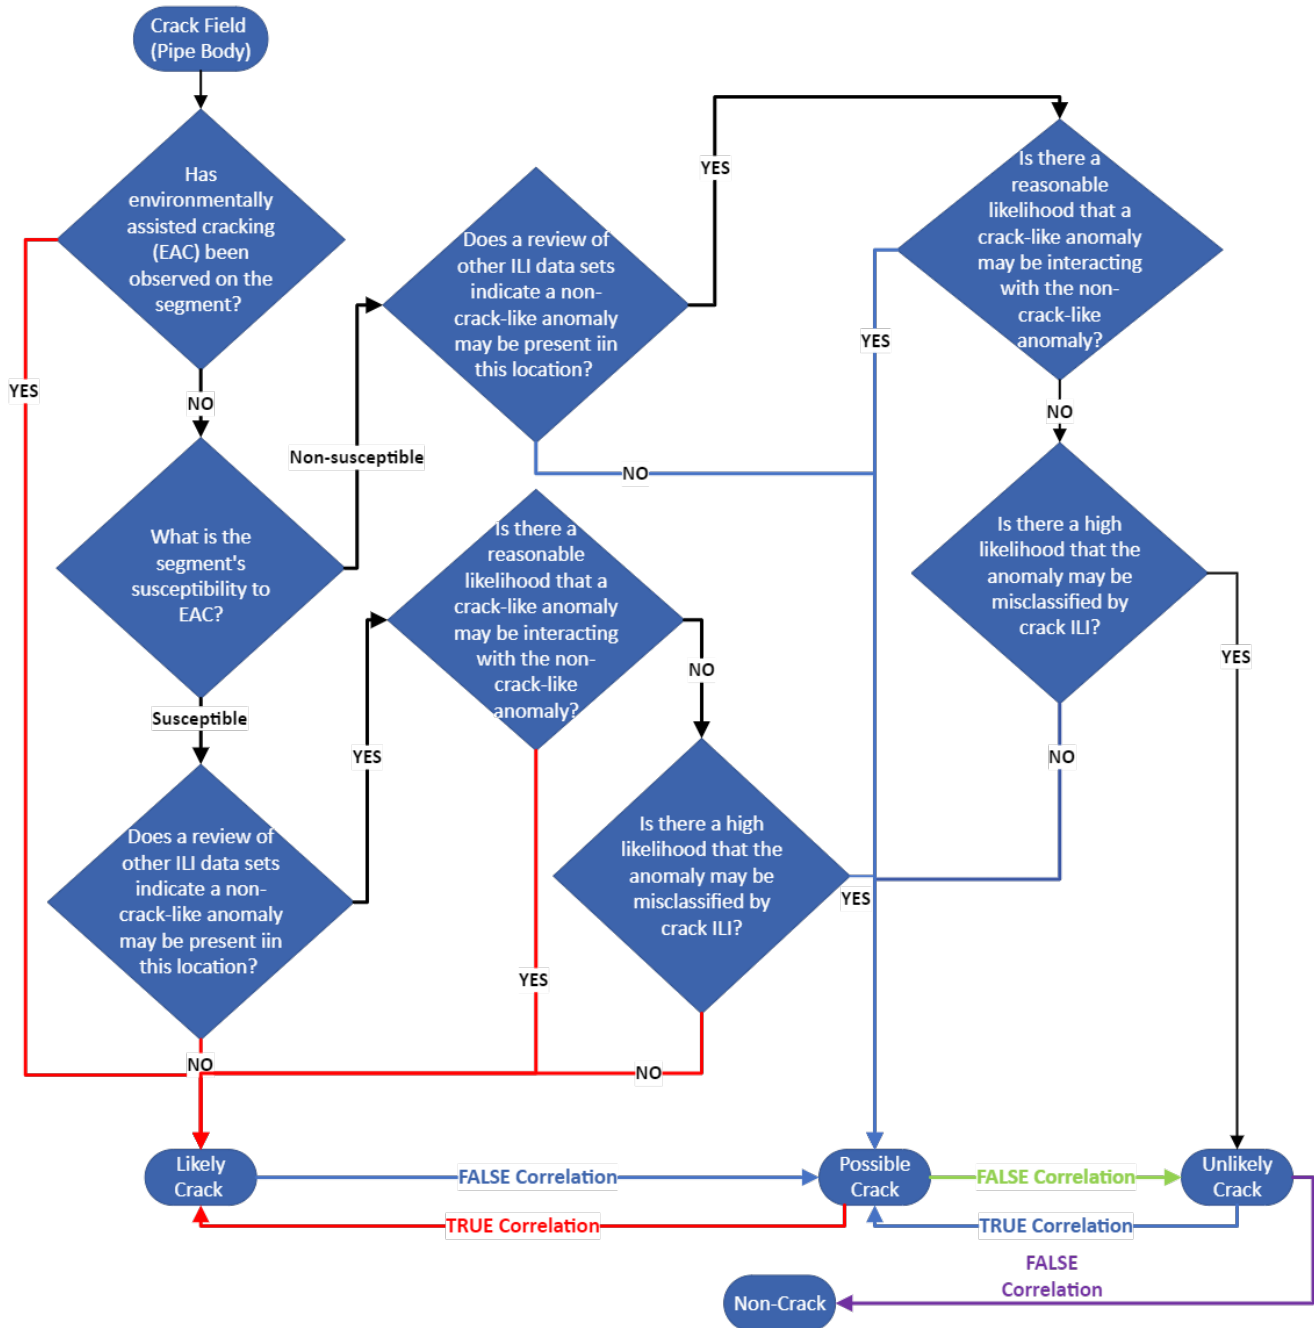 Crack Field
(Pipe Body)
Has
environmentally
assisted cracking
(EAC) been
observed on the
segment?
YES
NO
What is the
segment's
susceptibility to
EAC?
Non-susceptible
Susceptible
Does a review of
other ILI data sets
indicate a non-
crack-like anomaly
may be present iin
this location?
YES
NO
Is there a
reasonable
likelihood that a
crack-like anomaly
may be interacting
with the non-
crack-like
anomaly?
YES
NO
Is there a high
likelihood that the
anomaly may be
misclassified by
crack ILI?
YES
NO
Is there a
reasonable
likelihood that a
crack-like anomaly
may be interacting
with the non-
crack-like
anomaly?
NO
YES
Is there a high
likelihood that the
anomaly may be
misclassified by
crack ILI?
YES
NO
Does a review of
other ILI data sets
indicate a non-
crack-like anomaly
may be present iin
this location?
YES
NO
Likely
Crack
FALSE Correlation
TRUE Correlation
Possible
Crack
FALSE Correlation
TRUE Correlation
Unlikely
Crack
FALSE
Correlation
Non-Crack